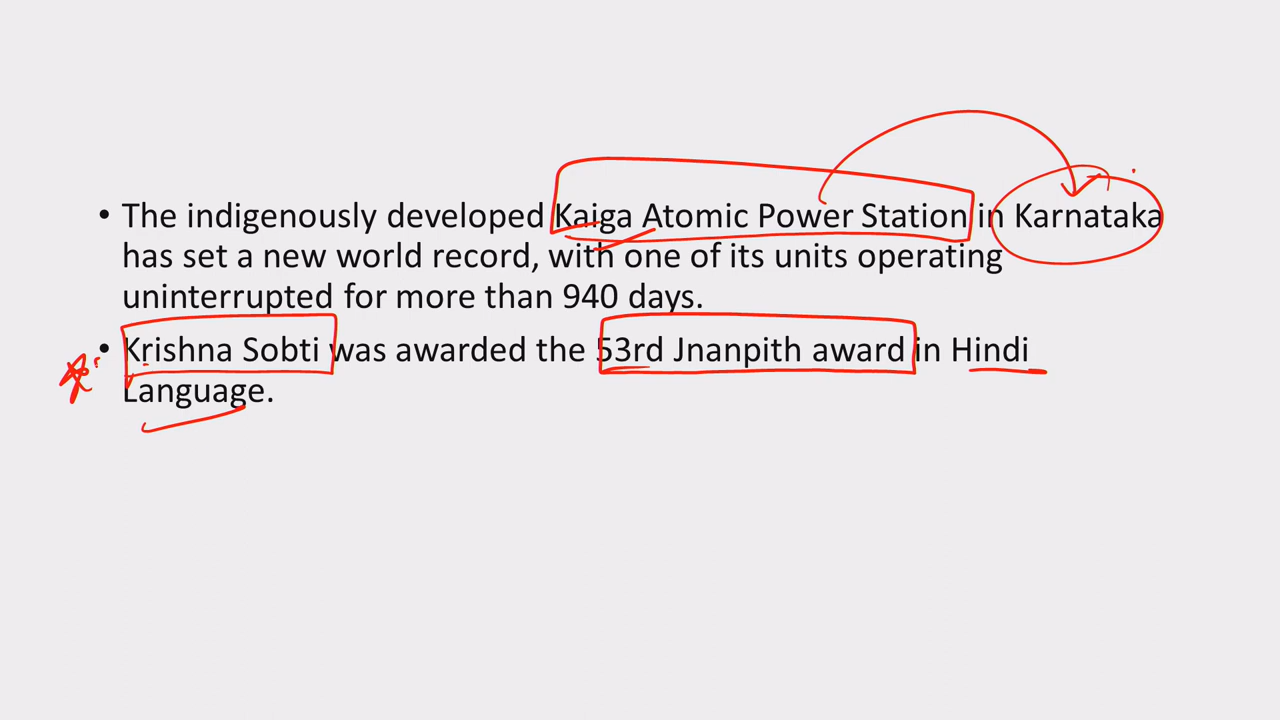 • The indigenously developed Kaiga Atomic Power Station in Karnataka
has set a new world record, with one of its units operating
uninterrupted for more than 940 days.
• Krishna Sobti was awarded the 53rd Jnanpith award in Hindi
Language.